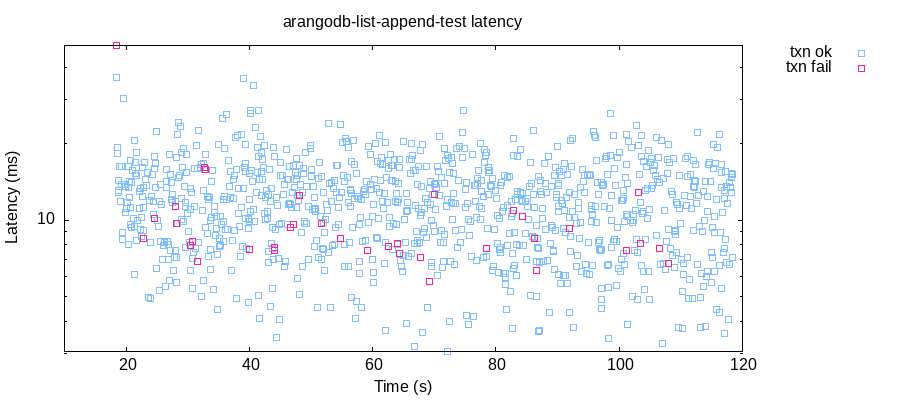 arangodb-list-append-test latency
txn ok
txn fail
Latency (ms)
10
20
40
60
80
100
120
Time (s)